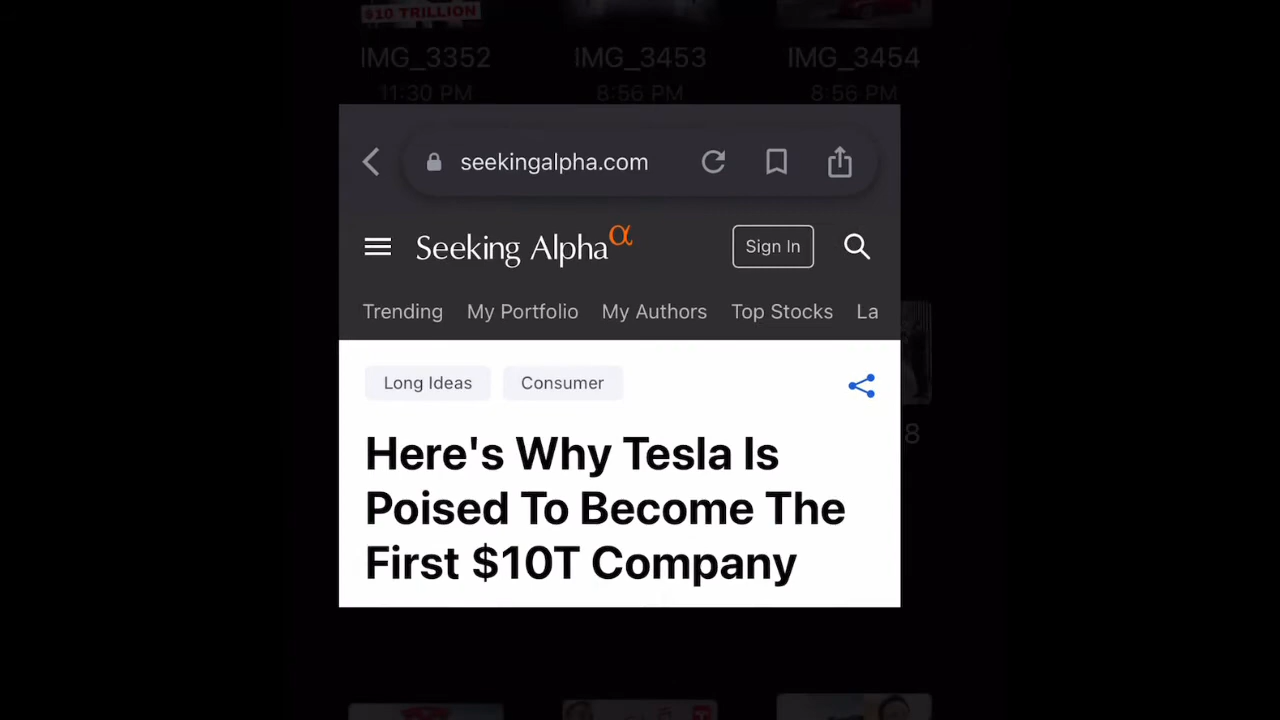 $10 TRILLION
IMG_3352 IMG_3453 IMG_3454
11:30 PM 8:56 PM 8:56 PM
seekingalpha.com
Seeking Alpha α Sign In
Trending My Portfolio My Authors Top Stocks La
Long Ideas Consumer
8
Here's Why Tesla Is
Poised To Become The
First $10T Company